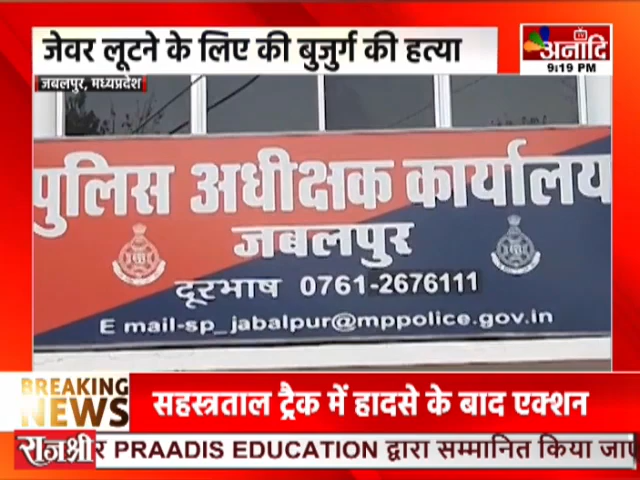 जेवर लूटने के लिए की बुजुर्ग की हत्या
अनादि
TV
9:19 PM
जबलपुर, मध्यप्रदेश
पुलिस अधीक्षक कार्यालय
जबलपुर
दूरभाष 0761-2676111
E mail-sp_jabalpur@mppolice.gov.in
BREAKING
NEWS
सहस्त्रताल ट्रैक में हादसे के बाद एक्शन
राजश्री
र PRAADIS EDUCATION द्वारा सम्मानित किया जाए